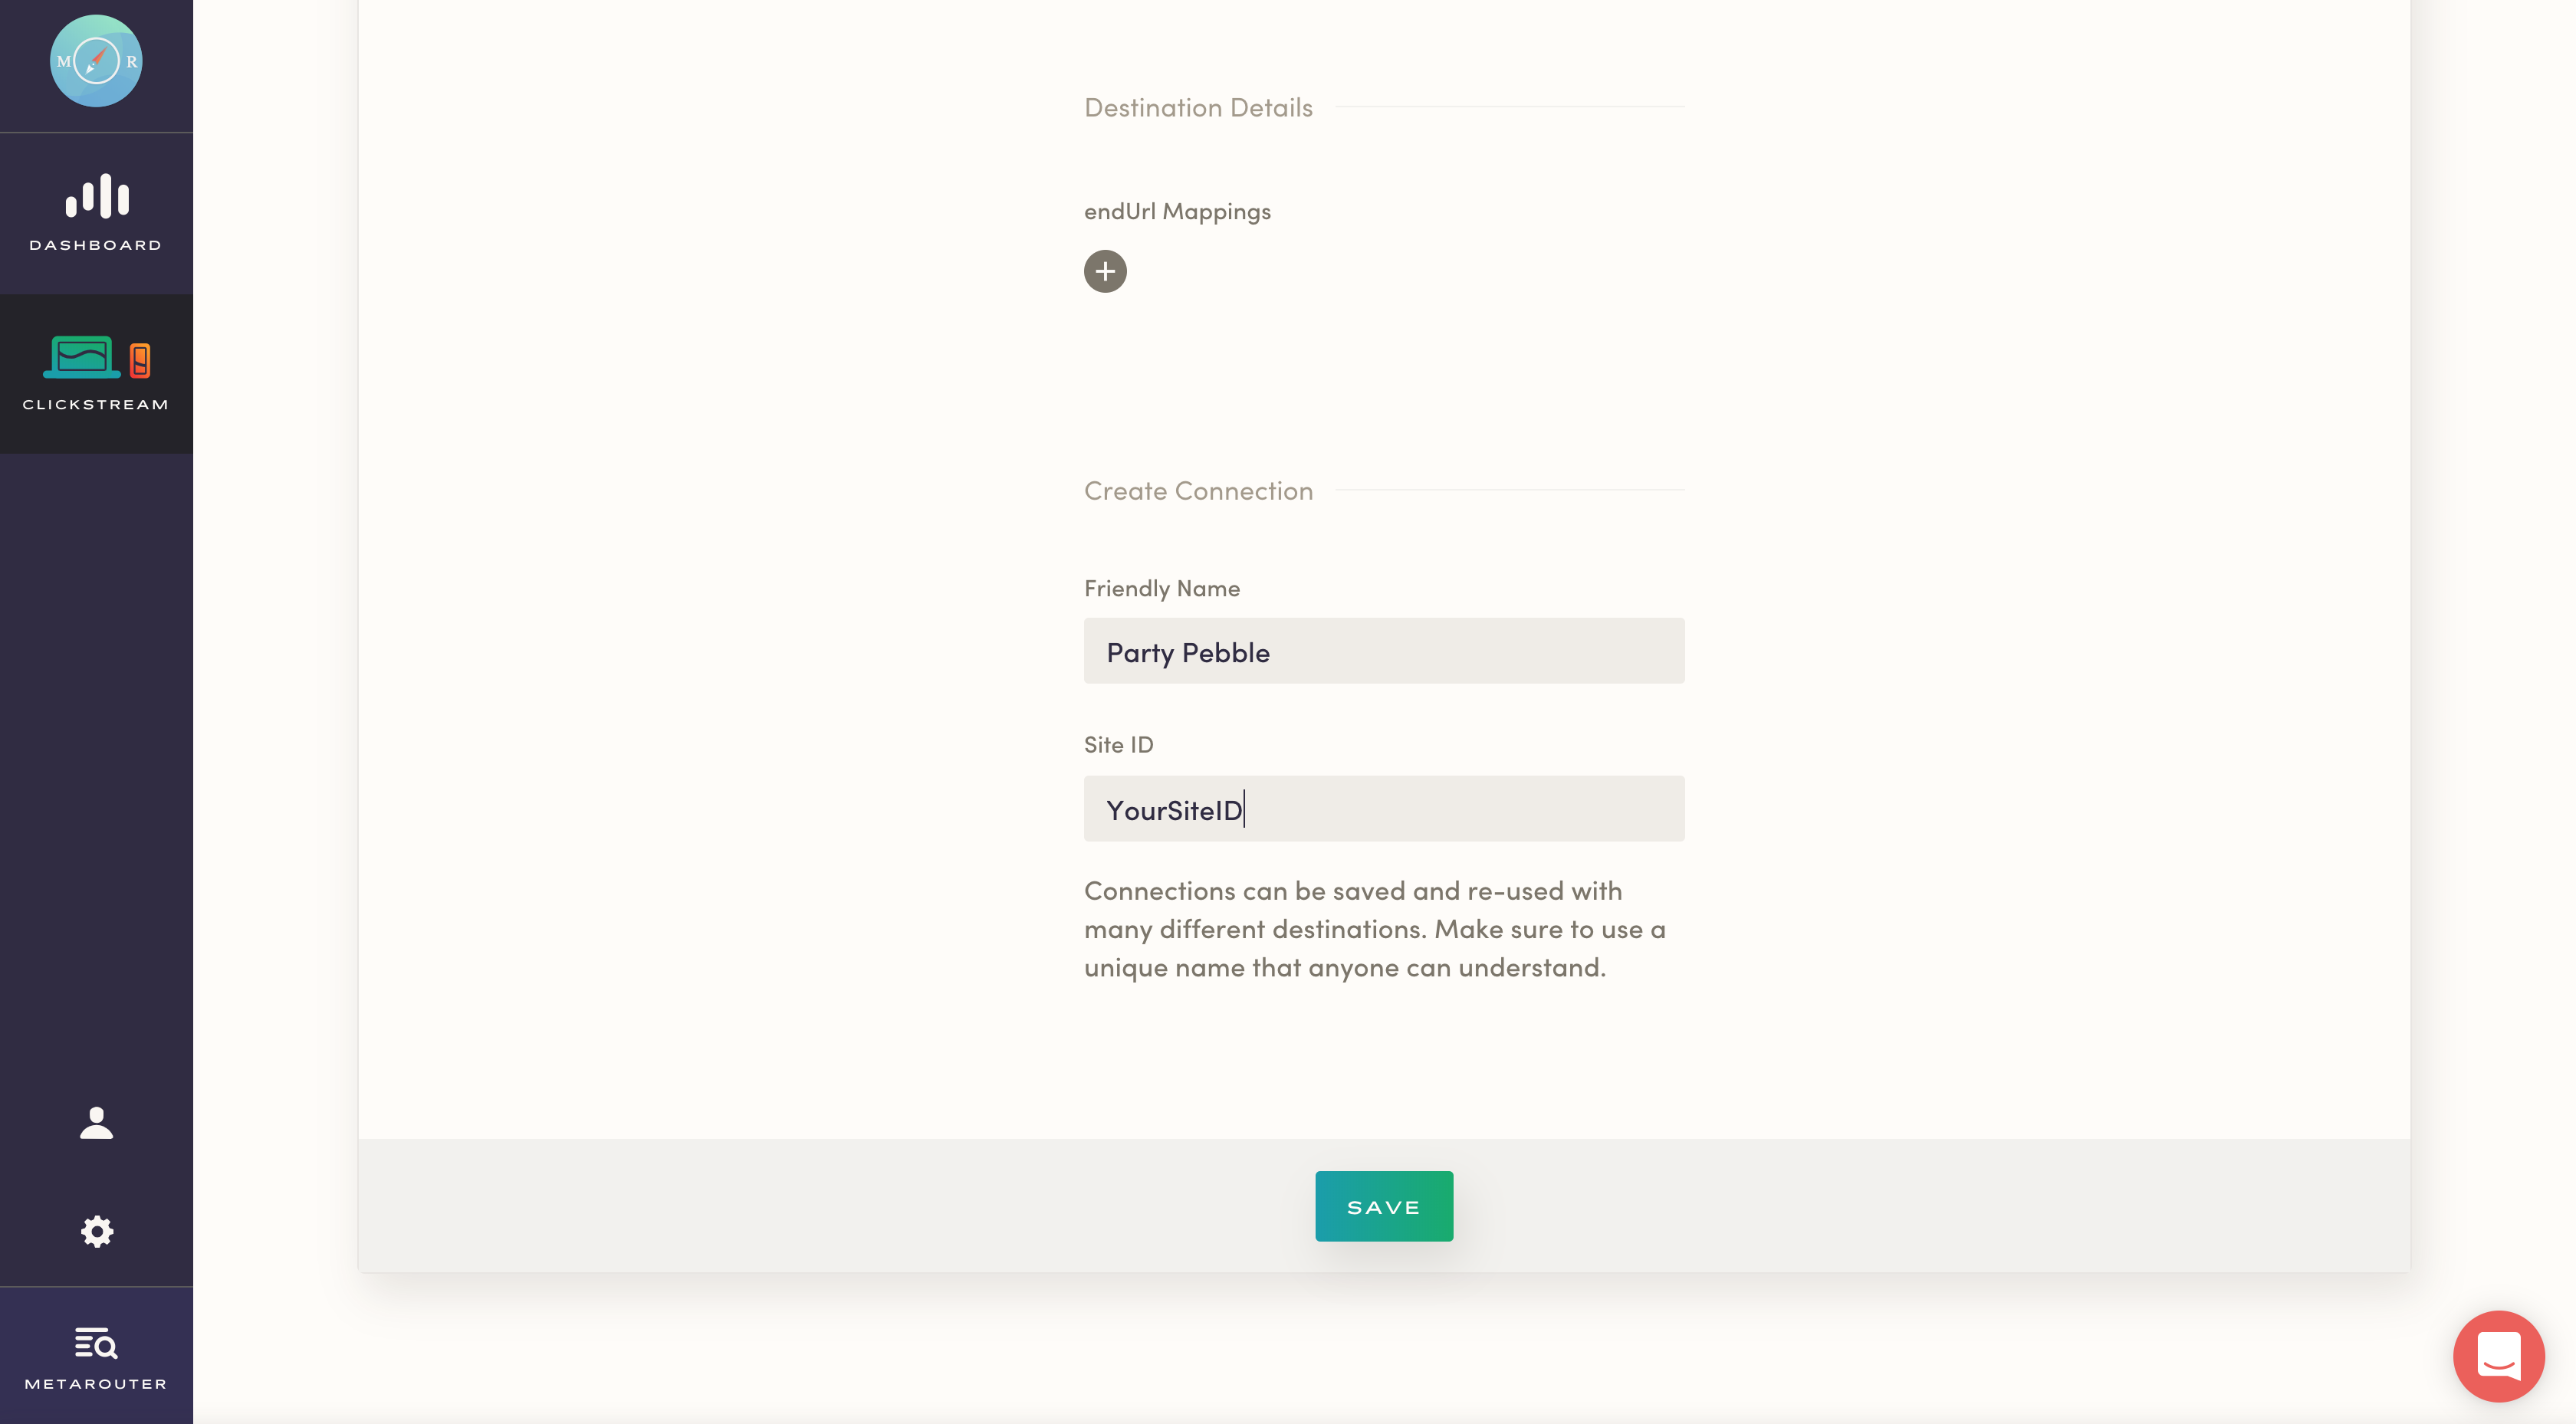 M R
DASHBOARD
CLICKSTREAM
METAROUTER
Destination Details
endUrl Mappings
Create Connection
Friendly Name
Party Pebble
Site ID
YourSiteID
Connections can be saved and re-used with
many different destinations. Make sure to use a
unique name that anyone can understand.
SAVE